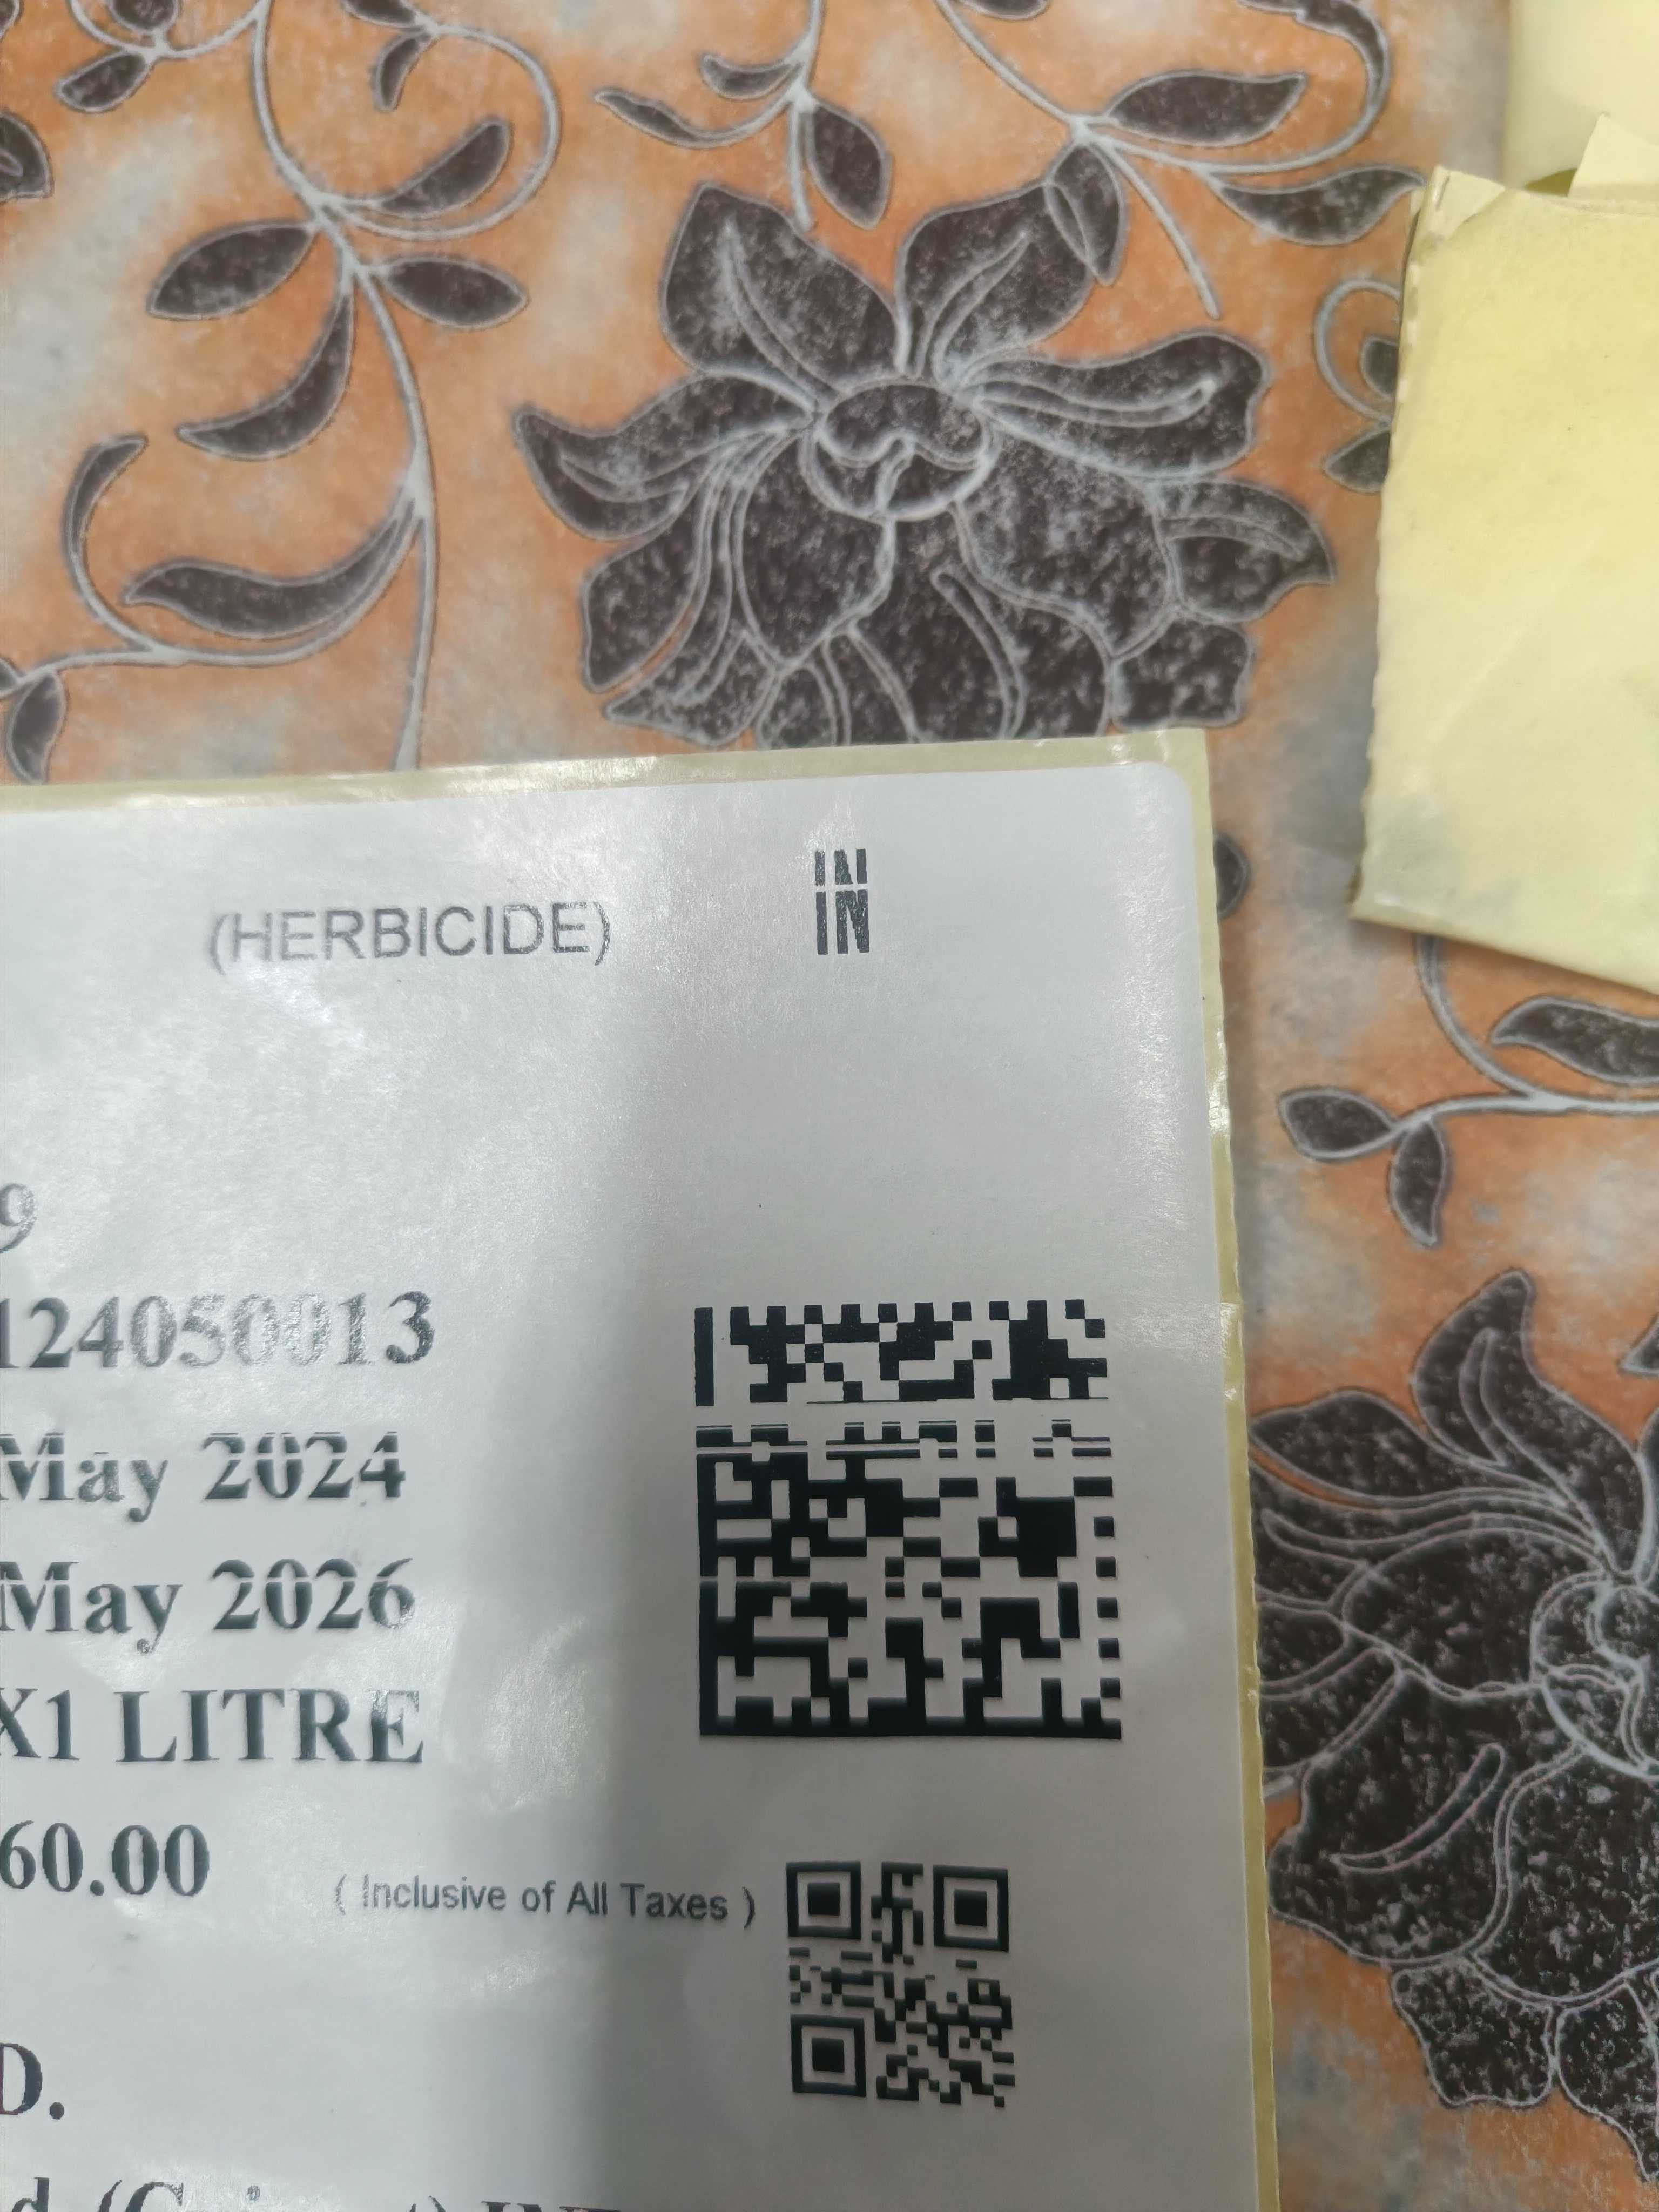 (HERBICIDE) IN
9
124050013
May 2024
May 2026
X1 LITRE
60.00 ( Inclusive of All Taxes )
D.